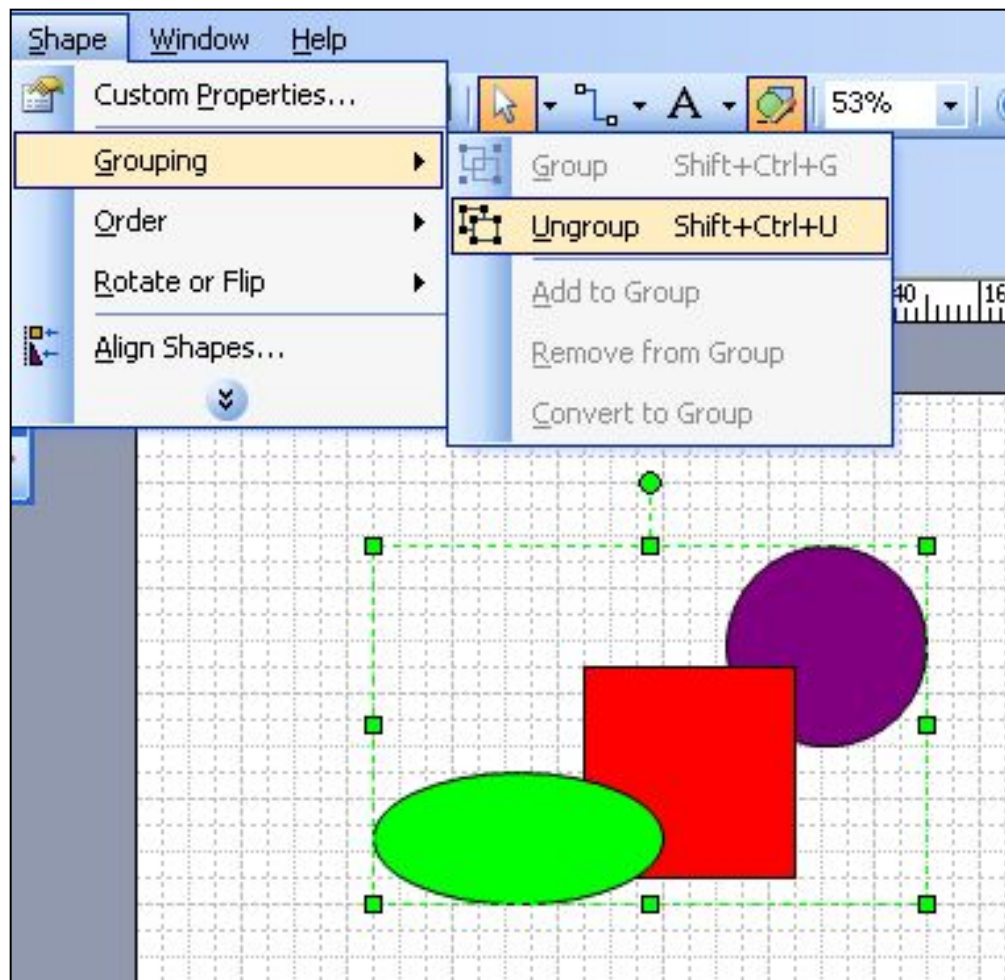 Shape Window Help
Custom Properties...
A 53%
Grouping
Group Shift+Ctrl+G
Order
Ungroup Shift+Ctrl+U
Rotate or Flip
Add to Group
40
Align Shapes...
Remove from Group
Convert to Group